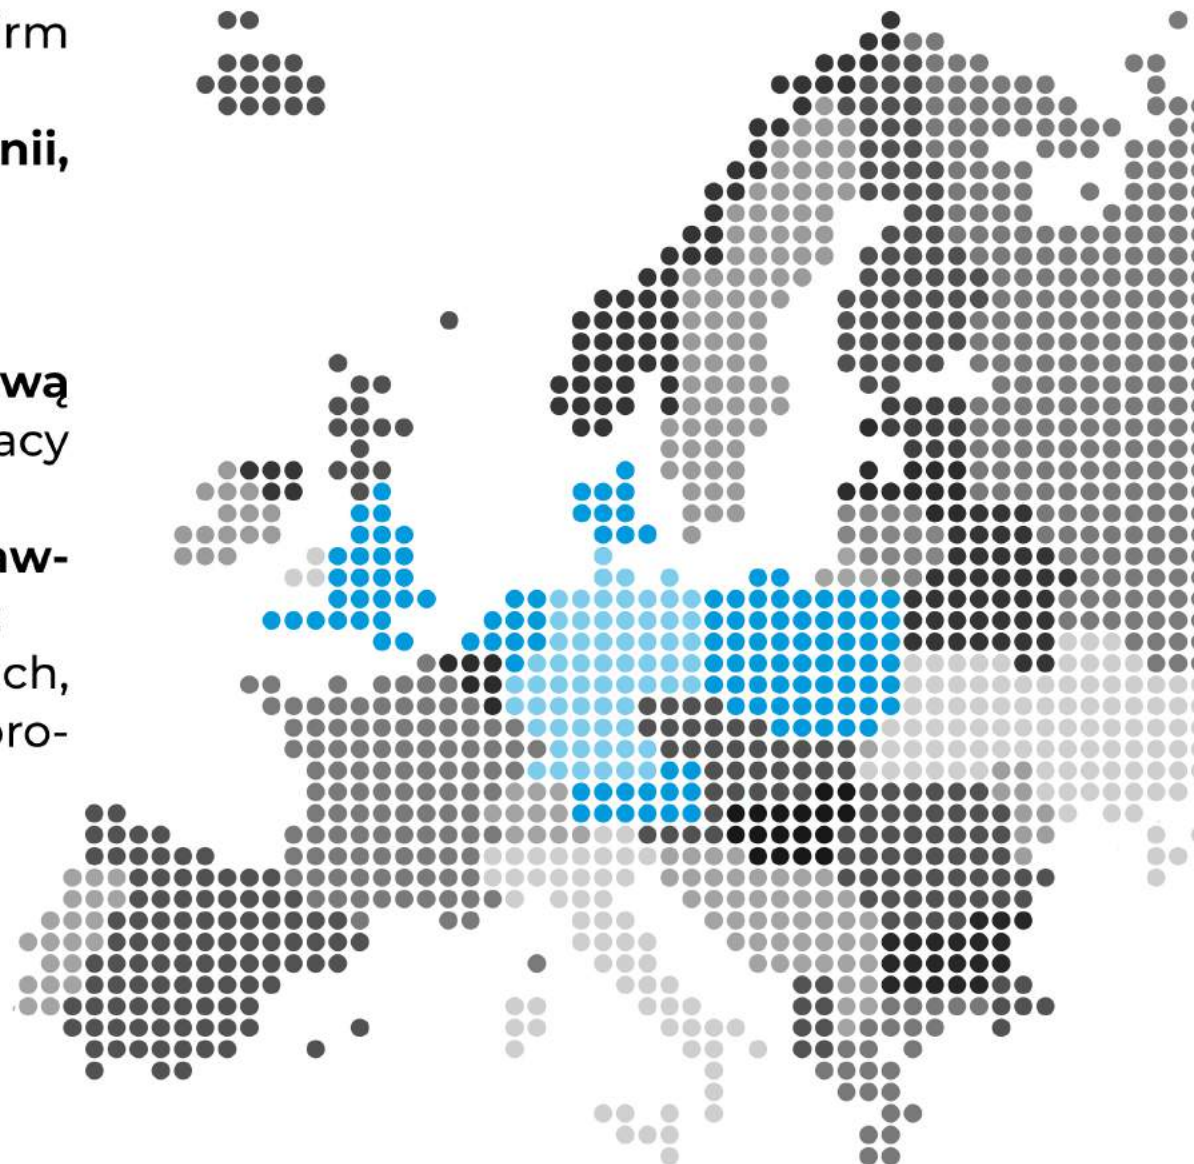 rm
nii,
wą
acy
aw-
ch,
pro-